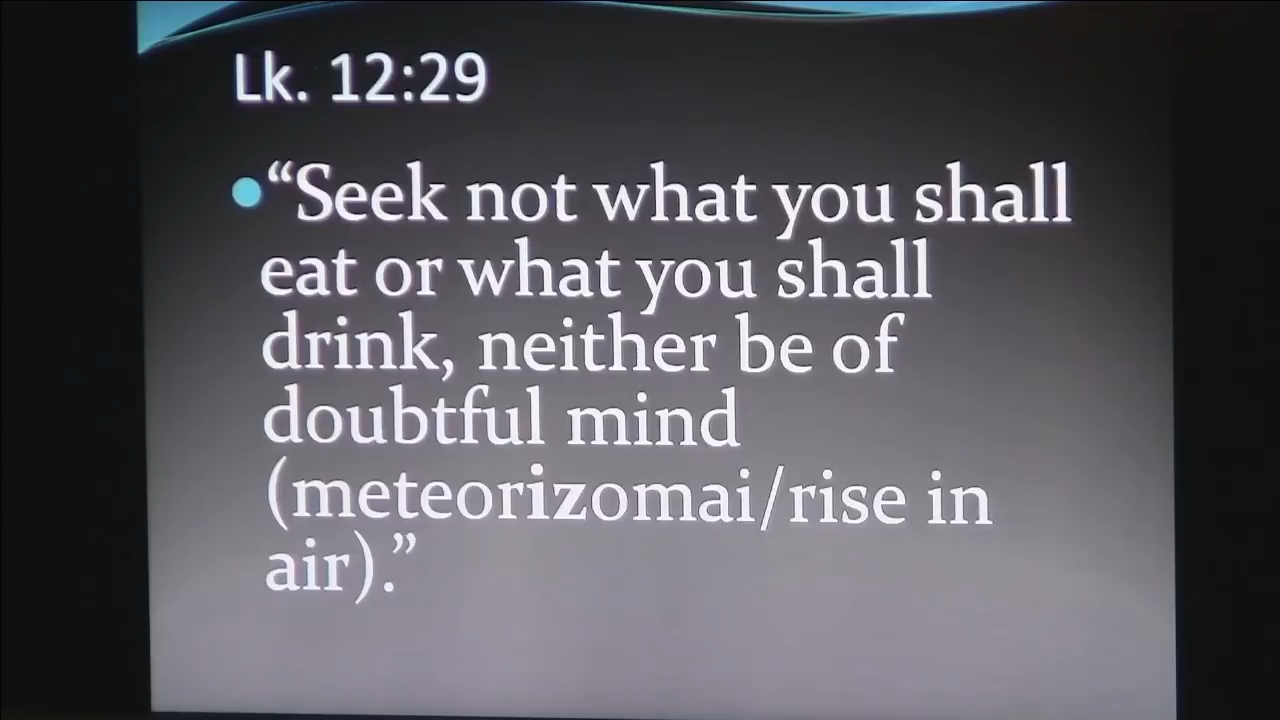 Lk. 12:29
•“Seek not what you shall
eat or what you shall
drink, neither be of
doubtful mind
(meteorizomai/rise in
air).”